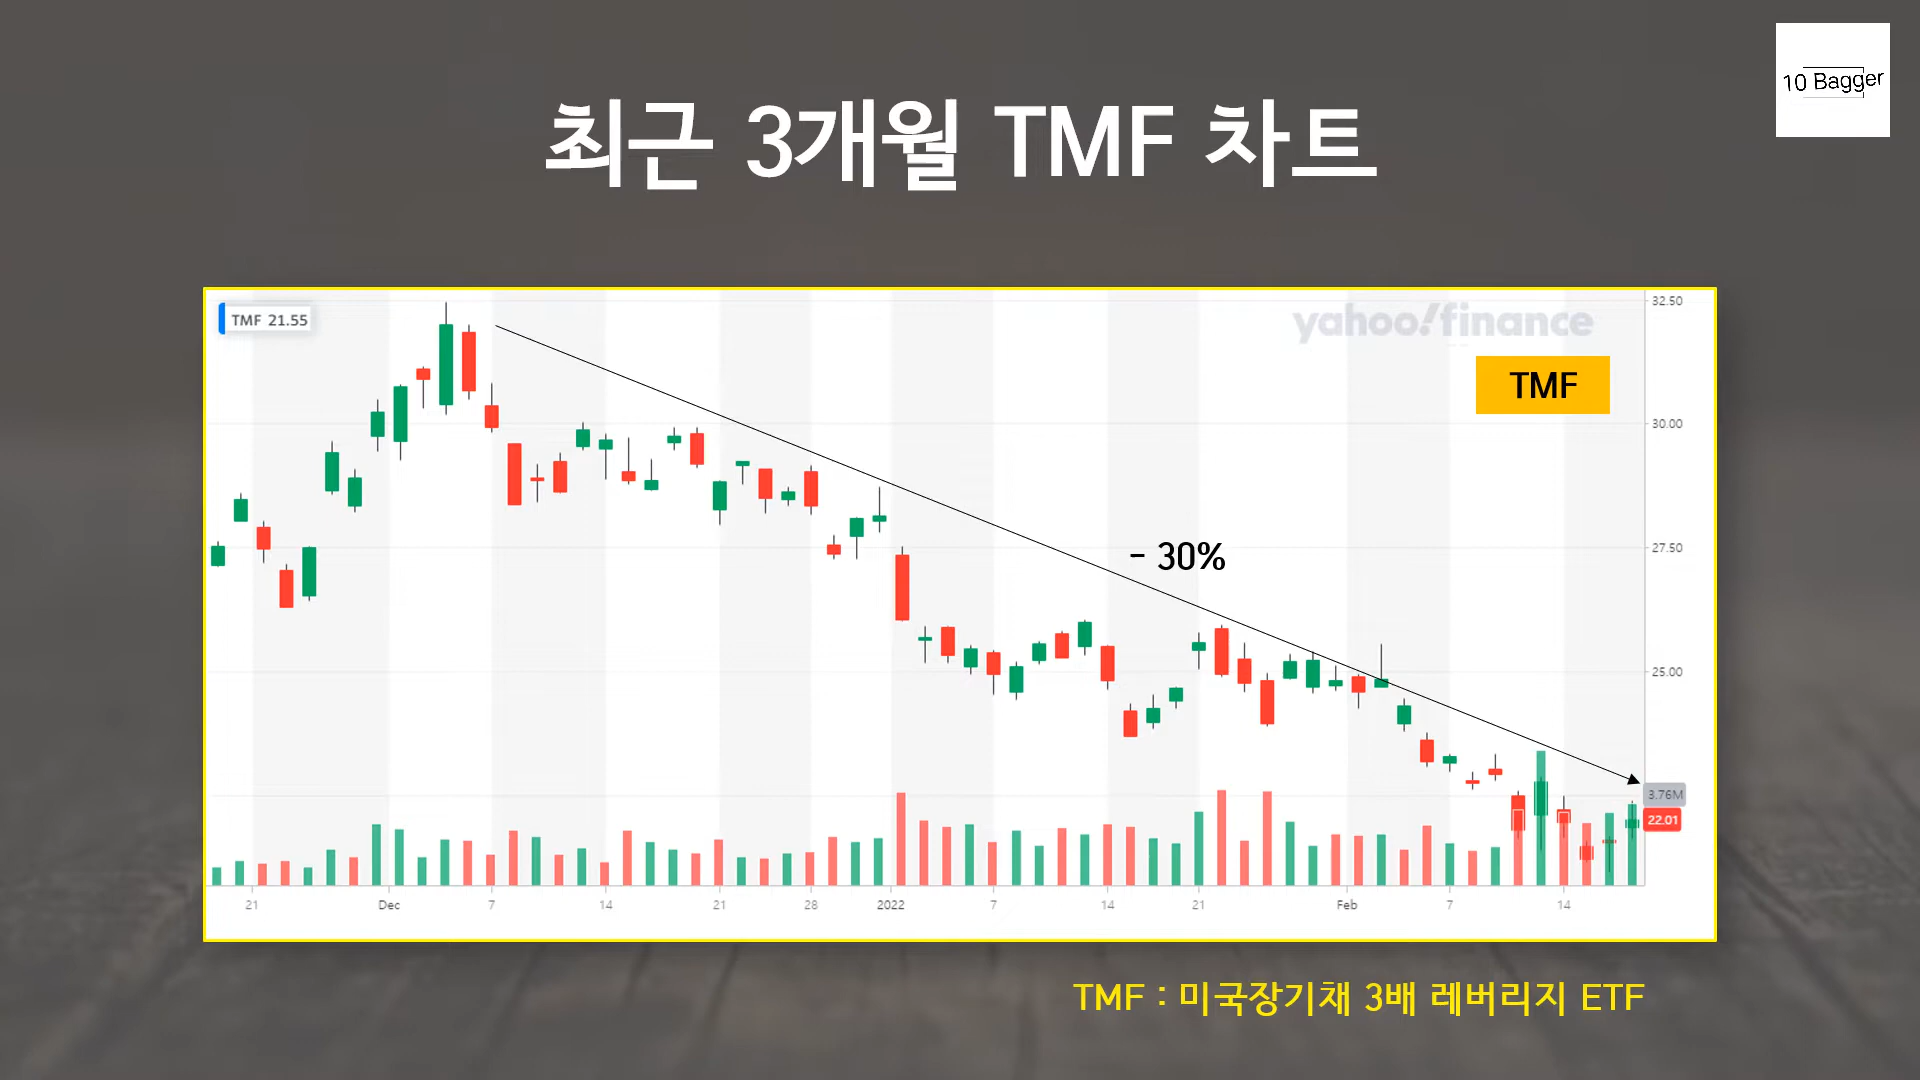 10 Bagger
최근 3개월 TMF 차트
TMF 21.55
yahoo!finance
TMF
- 30%
32.50
30.00
27.50
25.00
3.76M
22.01
21 Dec 7 14 21 28 2022 7 14 21 Feb 7 14
TMF : 미국장기채 3배 레버리지 ETF